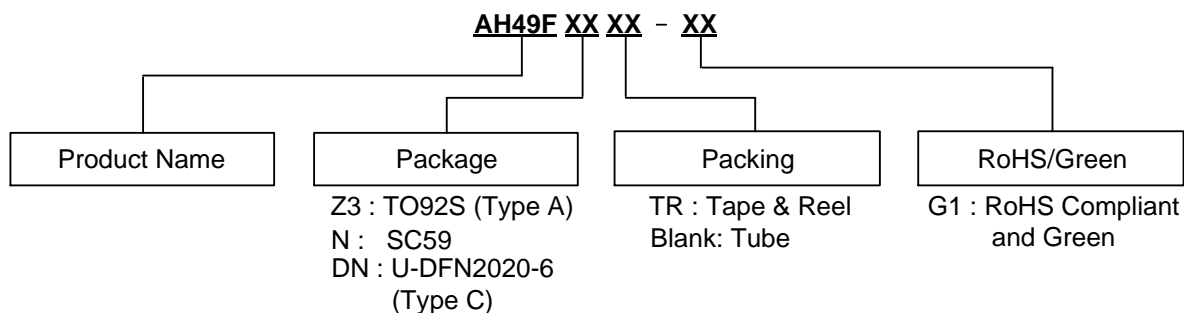 AH49F XX XX - XX
Product Name
Package
Packing
RoHS/Green
Z3 : TO92S (Type A)
N : SC59
DN : U-DFN2020-6
(Type C)
TR : Tape & Reel
Blank: Tube
G1 : RoHS Compliant
and Green